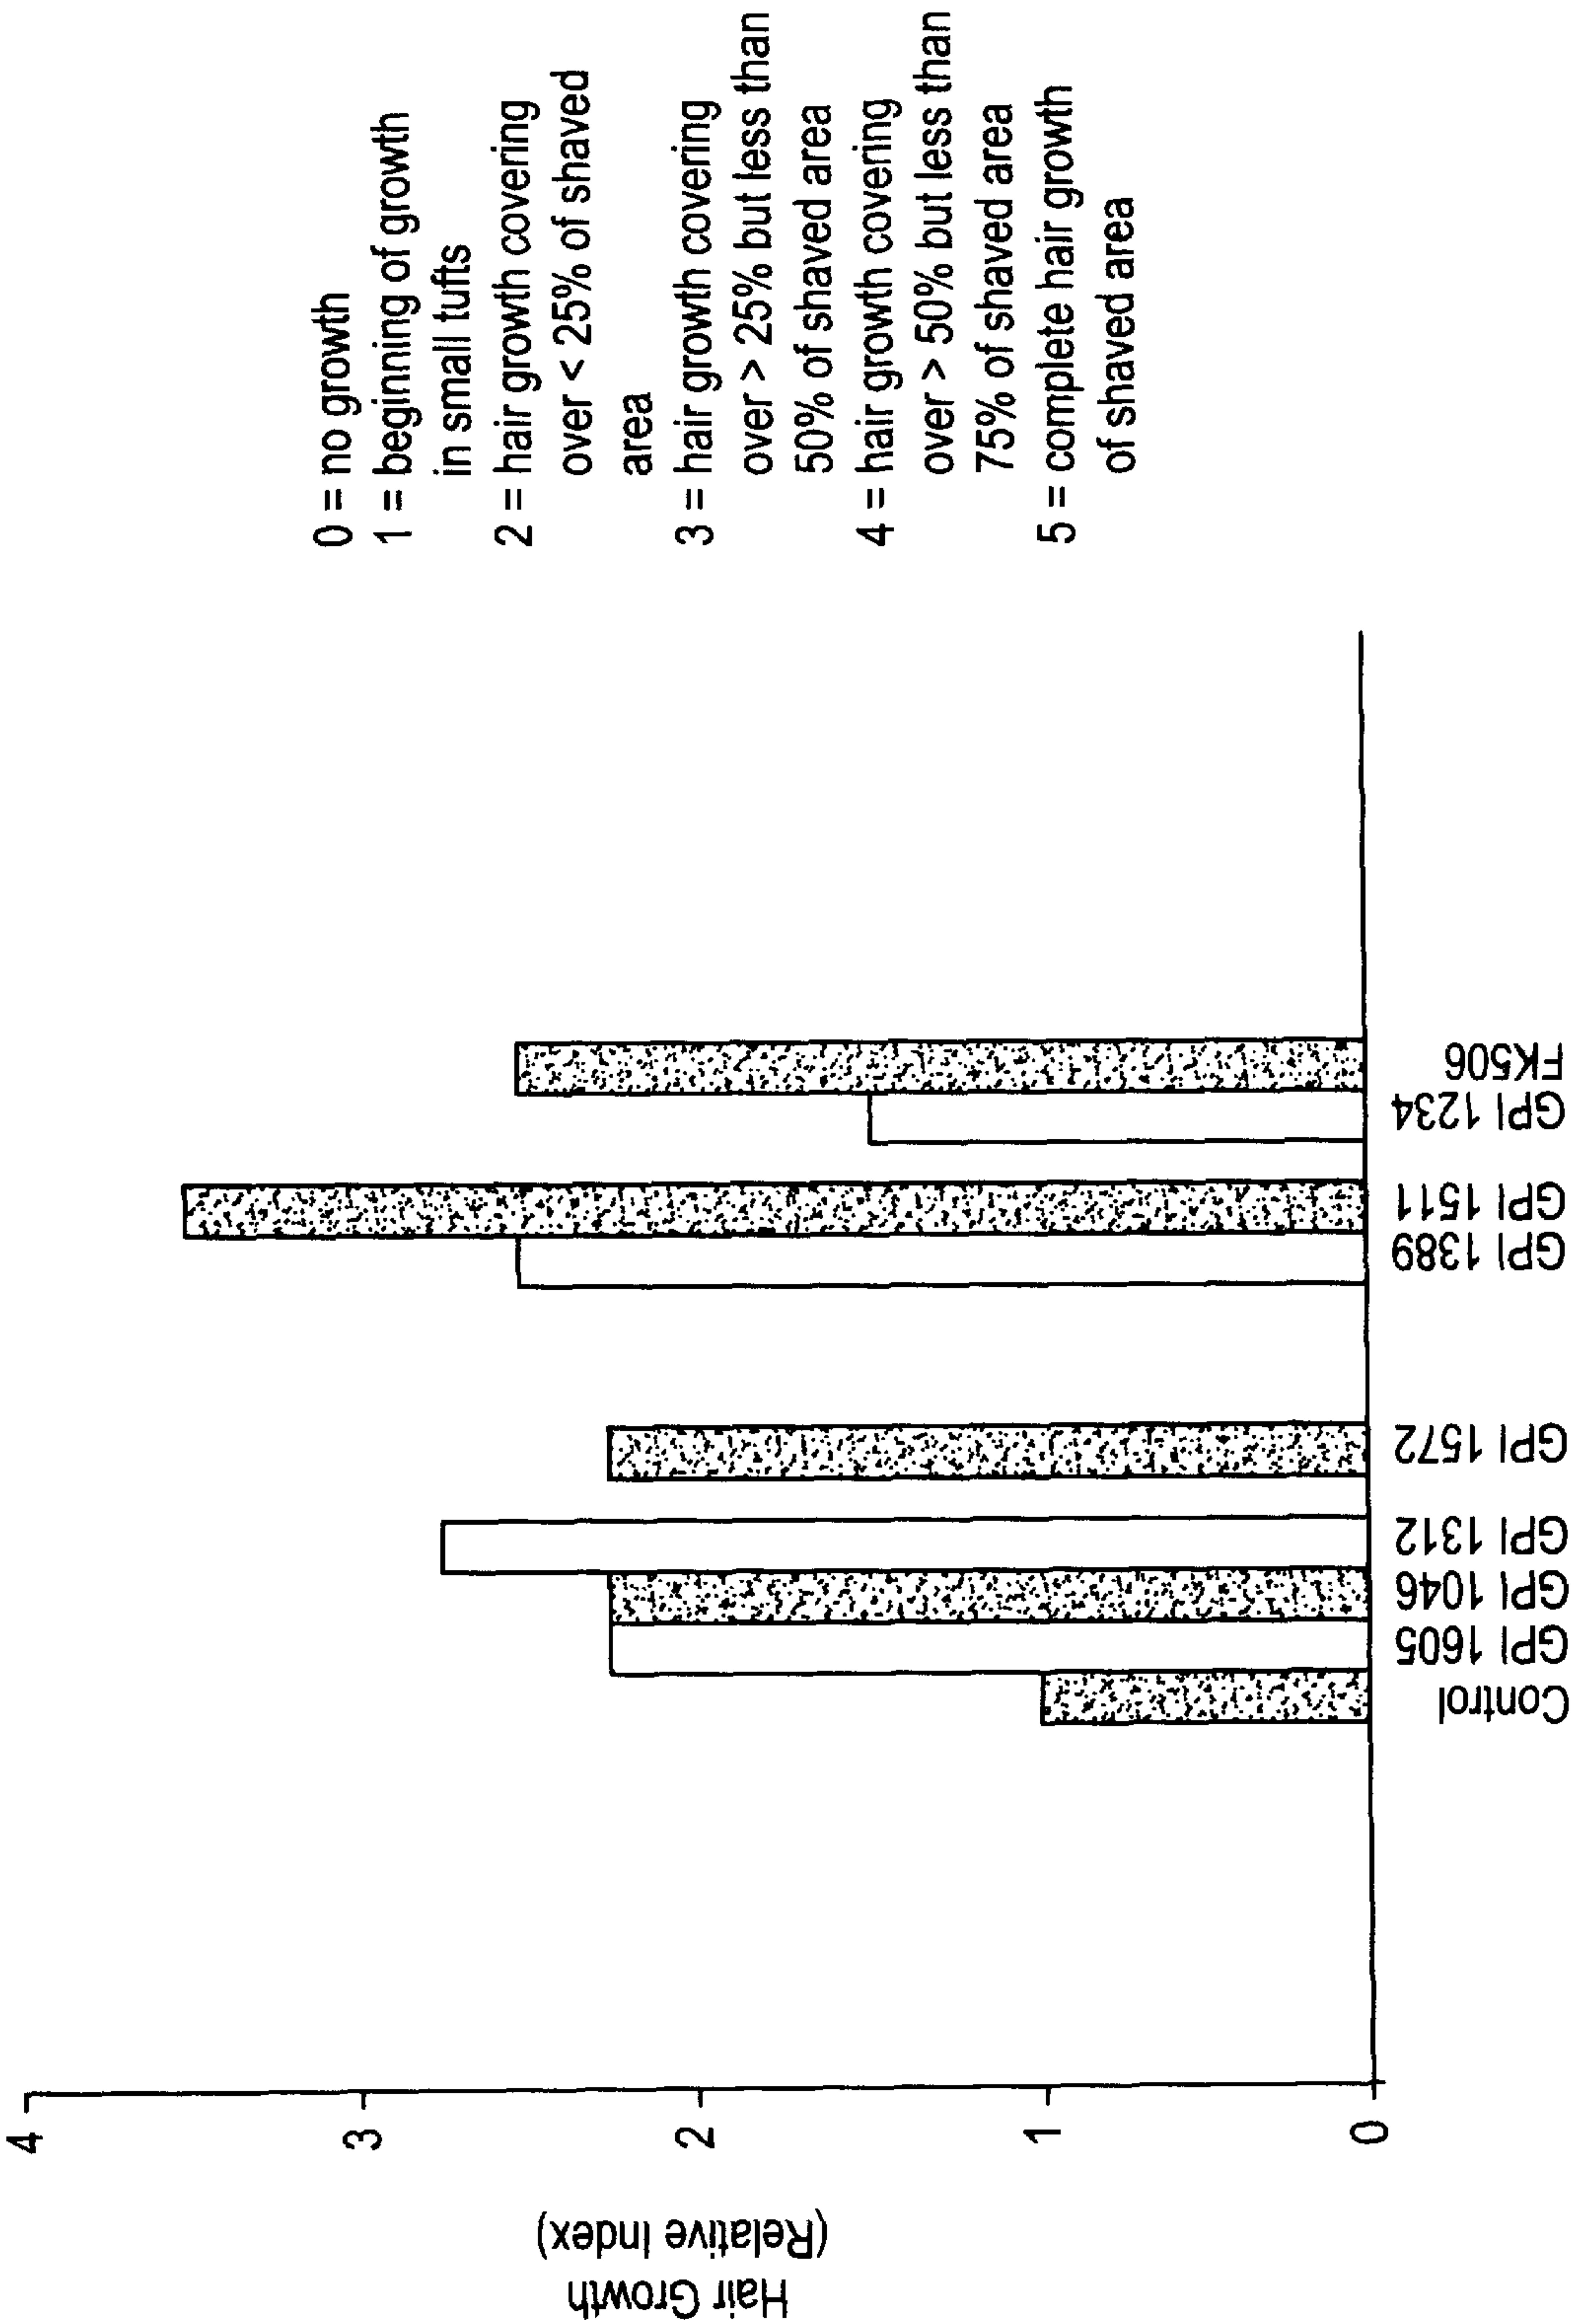 Hair Growth
(Relative Index)
4
3
2
1
0
Control
GPI 1605
GPI 1046
GPI 1312
GPI 1572
GPI 1389
GPI 1511
GPI 1234
FK506
0 = no growth
1 = beginning of growth
in small tufts
2 = hair growth covering
over < 25% of shaved
area
3 = hair growth covering
over > 25% but less than
50% of shaved area
4 = hair growth covering
over > 50% but less than
75% of shaved area
5 = complete hair growth
of shaved area